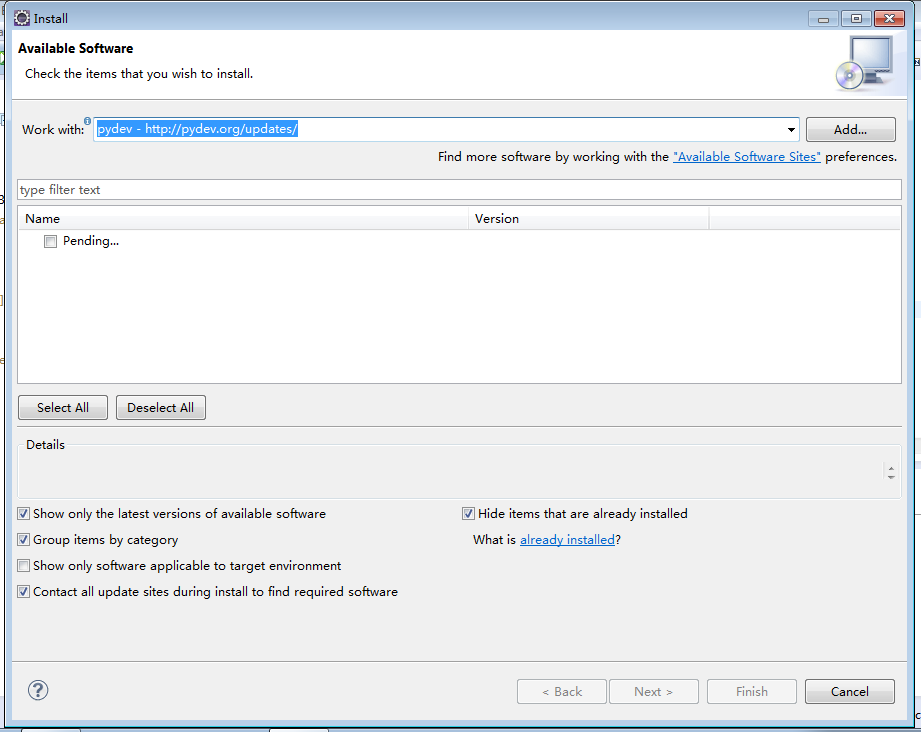 Install
Available Software
Check the items that you wish to install.
Work with: pydev - http://pydev.org/updates/ Add...
Find more software by working with the "Available Software Sites" preferences.
type filter text
Name Version
Pending...
Select All Deselect All
Details
Show only the latest versions of available software Hide items that are already installed
Group items by category What is already installed?
Show only software applicable to target environment
Contact all update sites during install to find required software
? < Back Next > Finish Cancel